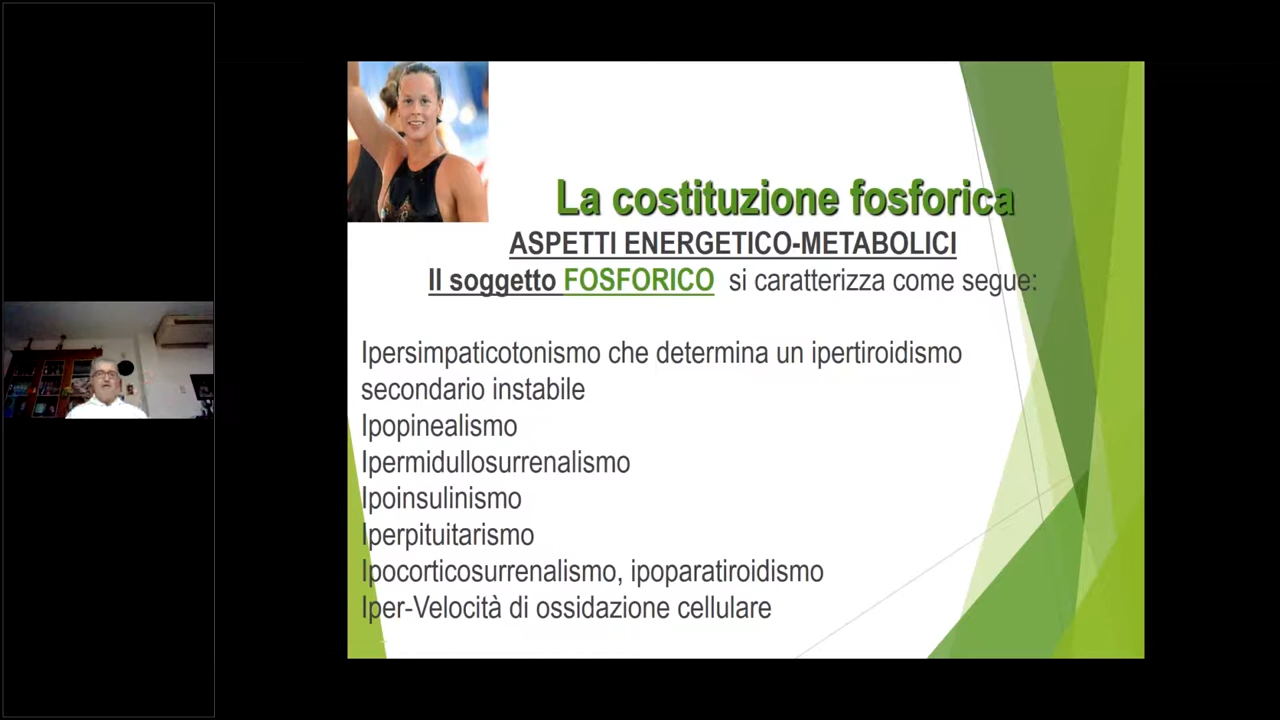 La costituzione fosforica
ASPETTI ENERGETICO-METABOLICI
Il soggetto FOSFORICO si caratterizza come segue:
Ipersimpaticotonismo che determina un ipertiroidismo
secondario instabile
Ipopinealismo
Ipermidullosurrenalismo
Ipoinsulinismo
Iperpituitarismo
Ipocorticosurrenalismo, ipoparatiroidismo
Iper-Velocità di ossidazione cellulare